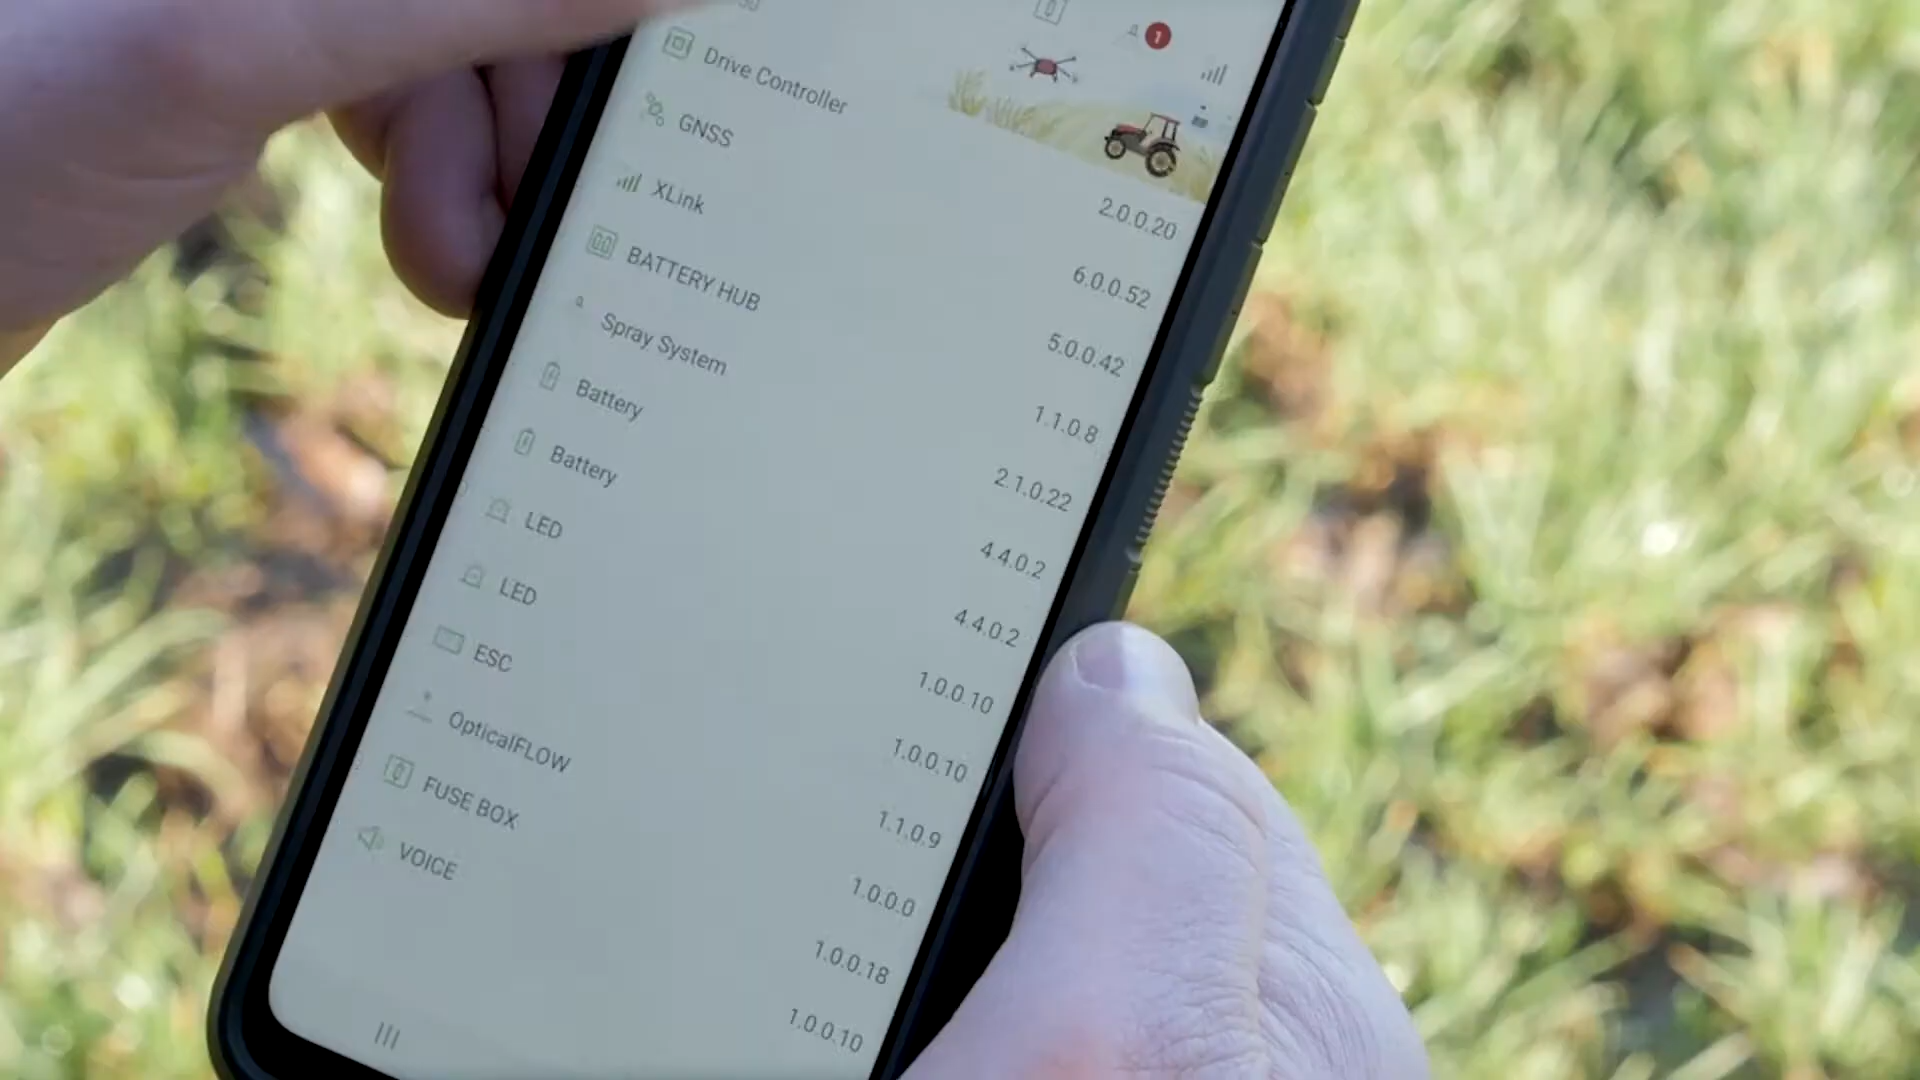 1
Drive Controller 2.0.0.20
GNSS 6.0.0.52
XLink 5.0.0.42
BATTERY HUB 1.1.0.8
Spray System 2.1.0.22
Battery 4.4.0.2
Battery 4.4.0.2
LED 1.0.0.10
LED 1.0.0.10
ESC 1.1.0.9
OpticalFLOW 1.0.0.0
FUSE BOX 1.0.0.18
VOICE 1.0.0.10